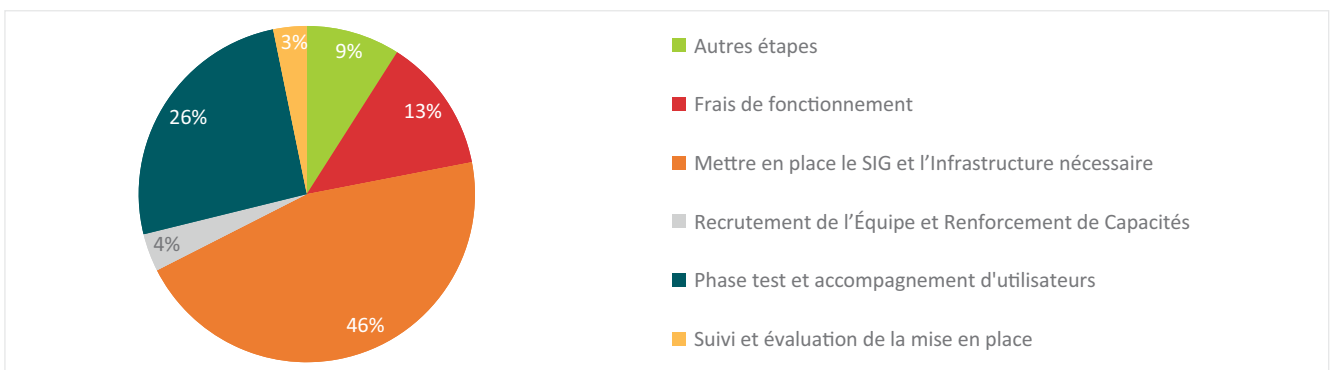 3%
9%
13%
26%
4%
46%
Autres étapes
Frais de fonctionnement
Mettre en place le SIG et l’Infrastructure nécessaire
Recrutement de l’Équipe et Renforcement de Capacités
Phase test et accompagnement d'utilisateurs
Suivi et évaluation de la mise en place